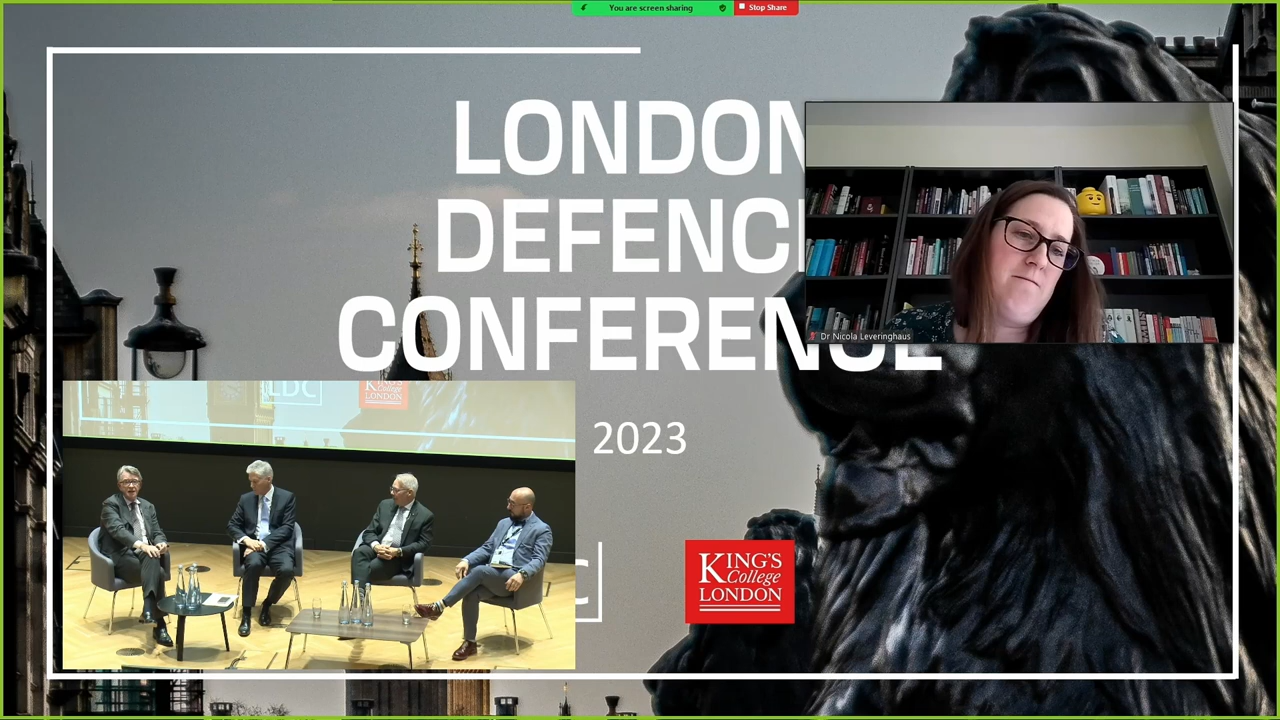 You are screen sharing
Stop Share
LONDON
DEFENC
CONFERENCE
Dr Nicola Leveringhaus
LDC
KING'S
College
LONDON
2023
C
KING'S
College
LONDON